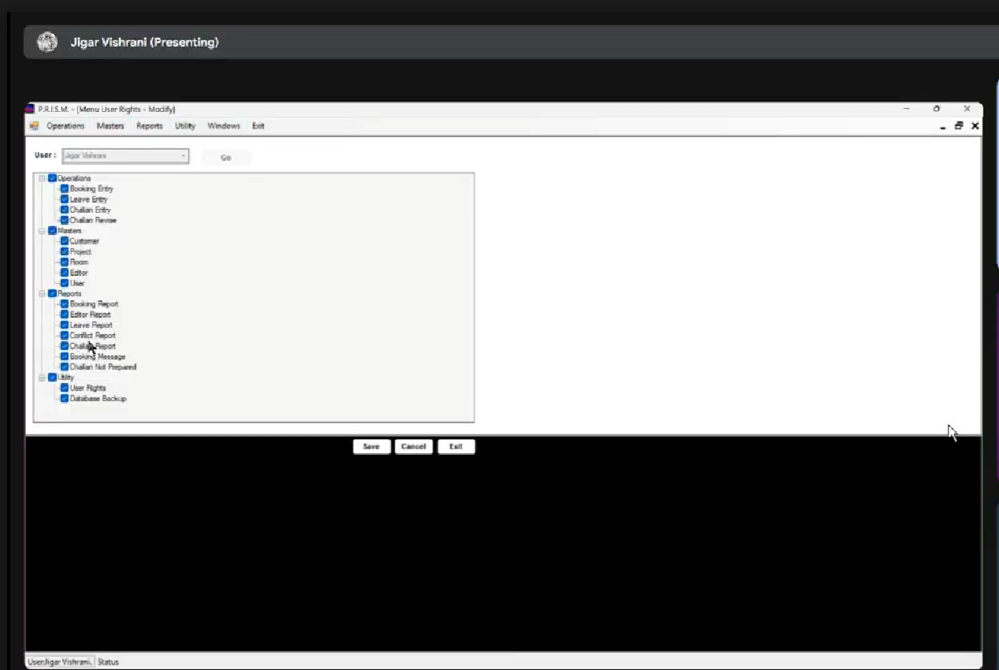 Jigar Vishrani (Presenting)
P.R.I.S.M. - [Menu User Rights - Modify]
Operations Masters Reports Utility Windows Exit
User : Jigar Vishrani Go
Operations
Booking Entry
Leave Entry
Challan Entry
Challan Revise
Masters
Customer
Project
Room
Editor
User
Reports
Booking Report
Editor Report
Leave Report
Conflict Report
Challan Report
Booking Message
Challan Not Prepared
Utility
User Rights
Database Backup
Save Cancel Exit
User:Jigar Vishrani. Status